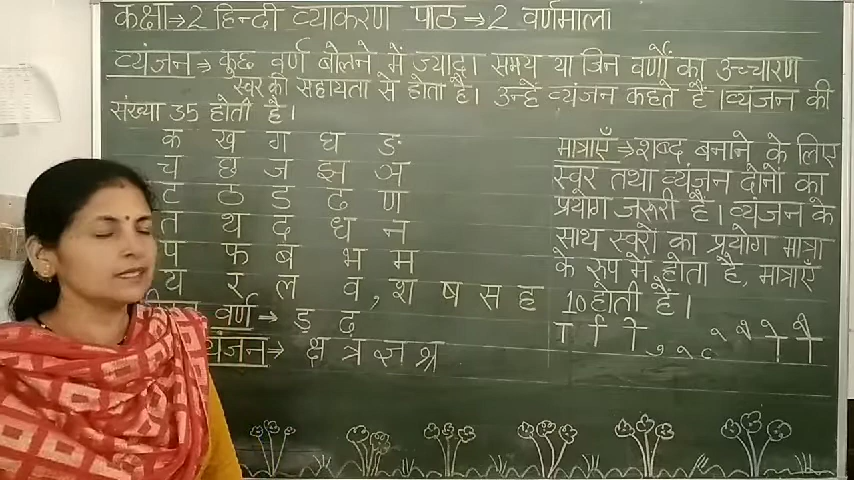 कक्षा→2 हिन्दी व्याकरण पाठ→2 वर्णमाला
व्यंजन→ कुछ वर्ण बोलने में ज्यादा समय या जिन वर्णों का उच्चारण
स्वर की सहायता से होता है। उन्हें व्यंजन कहते हैं। व्यंजन की
संख्या 35 होती है।
क ख ग घ ङ
च छ ज झ ञ
ट ठ ड ढ ण
त थ द ध न
प फ ब भ म
य र ल व, श ष स ह
वर्ण→ ड़ ढ़
यंजन→ क्ष त्र ज्ञ श्र
मात्राएँ→शब्द बनाने के लिए
स्वर तथा व्यंजन दोनों का
प्रयोग जरूरी है। व्यंजन के
साथ स्वरों का प्रयोग मात्रा
के रूप में होता है, मात्राएँ
10 होती हैं।
ा ि ी ु ू ृ े ै ो ौ